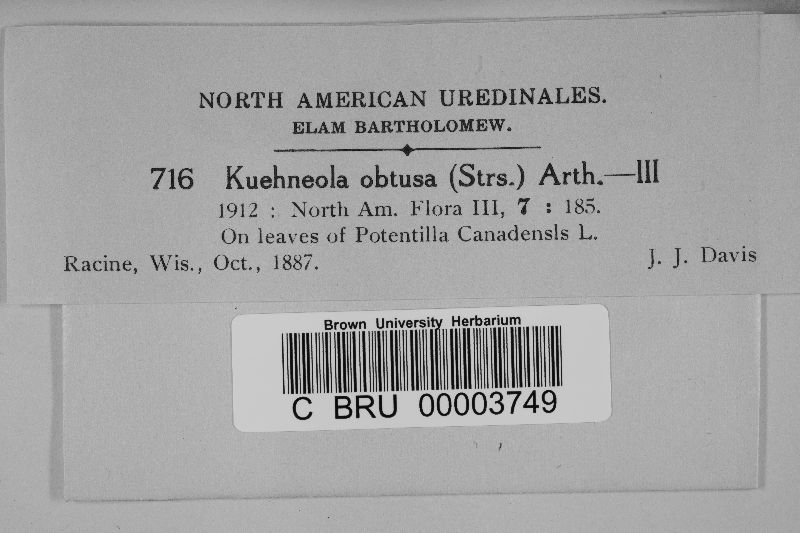 NORTH AMERICAN UREDINALES.
ELAM BARTHOLOMEW.
716 Kuehneola obtusa (Strs.) Arth.—III
1912 : North Am. Flora III, 7 : 185.
On leaves of Potentilla Canadensls L.
Racine, Wis., Oct., 1887. J. J. Davis
Brown University Herbarium
C BRU 00003749